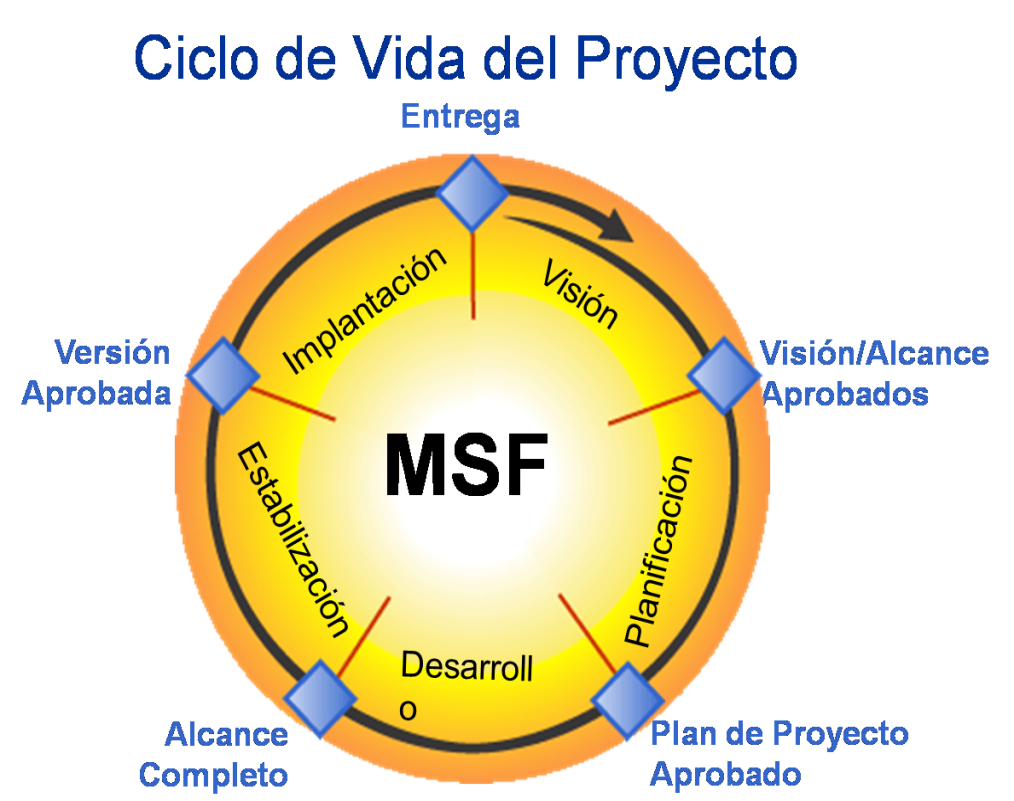 Ciclo de Vida del Proyecto
Entrega
Implantación
Visión
Versión
Aprobada
Visión/Alcance
Aprobados
MSF
Estabilización
Planificación
Desarroll
o
Alcance
Completo
Plan de Proyecto
Aprobado